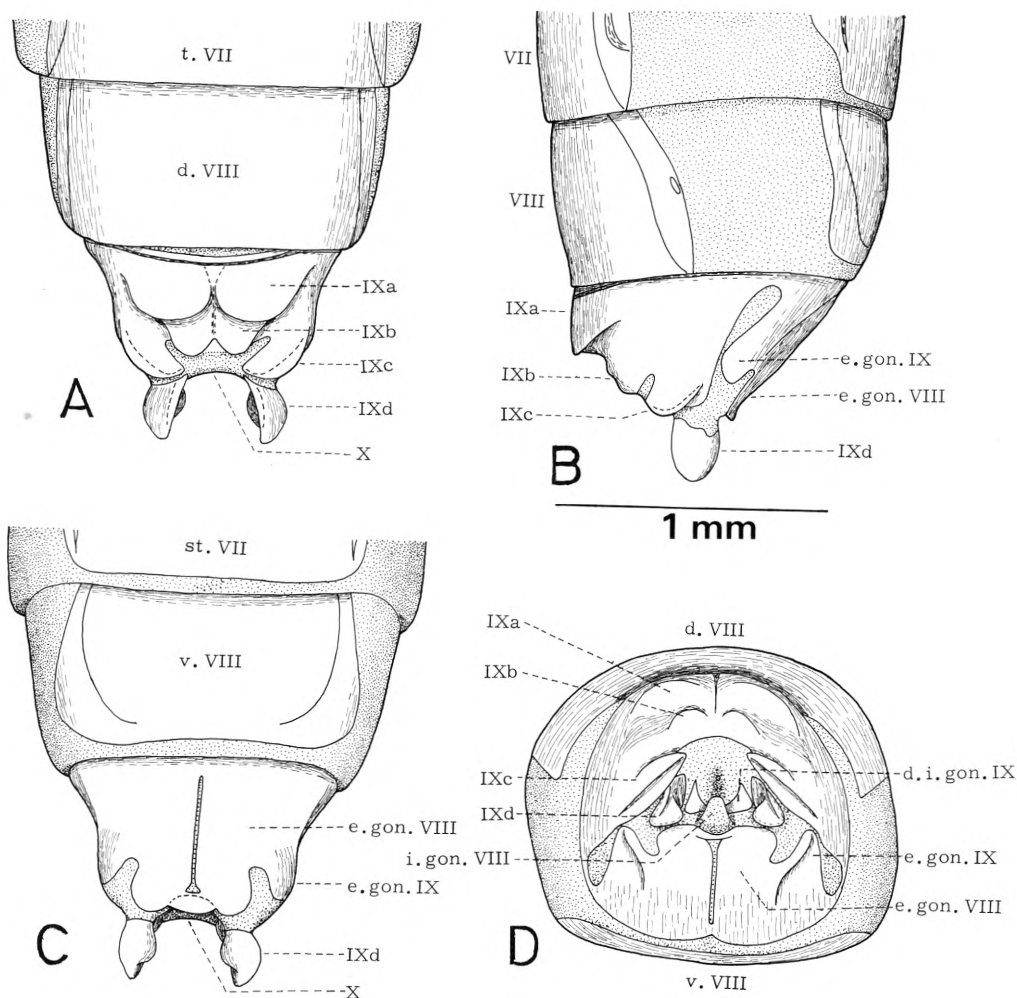 t. VII
d. VIII
IXa
IXb
IXc
IXd
X
A
VII
VIII
IXa
IXb
IXc
e.gon.IX
e.gon.VIII
IXd
B
1 mm
st. VII
v. VIII
e.gon. VIII
e.gon. IX
IXd
X
C
d. VIII
IXa
IXb
IXc
IXd
i.gon. VIII
d.i.gon. IX
e.gon. IX
e.gon. VIII
D
v. VIII